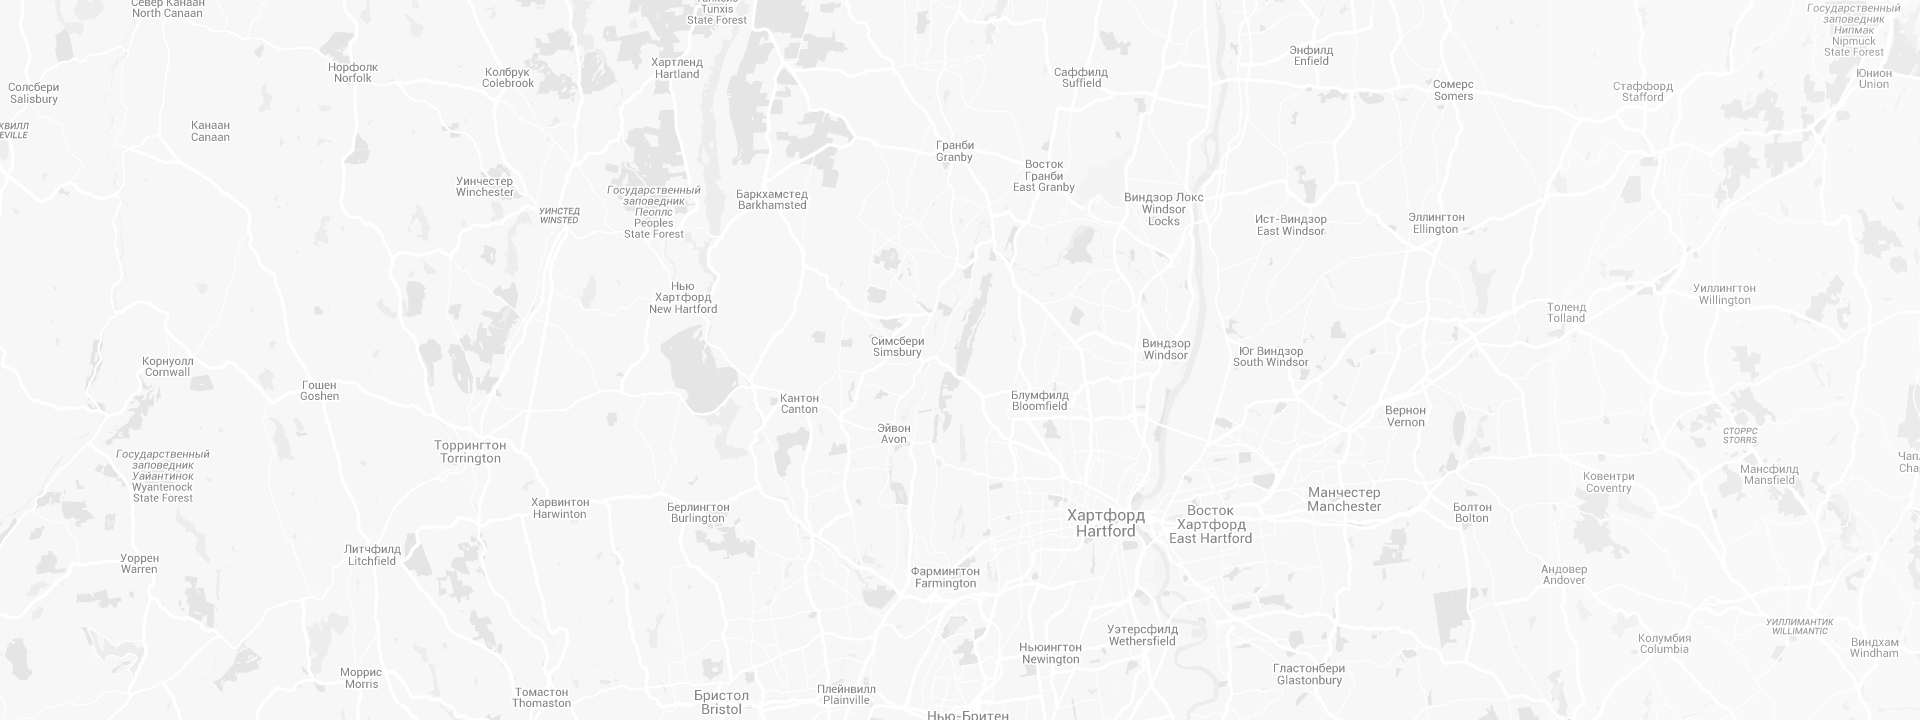 Север Канаан
North Canaan
Tunxis
State Forest
Государственный
заповедник
Нипмак
Nipmuck
State Forest
Энфилд
Enfield
Хартленд
Hartland
Норфолк
Norfolk
Колбрук
Colebrook
Саффилд
Suffield
Юнион
Union
Солсбери
Salisbury
Сомерс
Somers
Стаффорд
Stafford
КВИЛЛ
EVILLE
Канаан
Canaan
Гранби
Granby
Восток
Гранби
East Granby
Уинчестер
Winchester
Государственный
заповедник
Пеоплс
Peoples
State Forest
Баркхамстед
Barkhamsted
Виндзор Локс
Windsor
Locks
УИНСТЕД
WINSTED
Ист-Виндзор
East Windsor
Эллингтон
Ellington
Нью
Хартфорд
New Hartford
Уиллингтон
Willington
Толенд
Tolland
Симсбери
Simsbury
Виндзор
Windsor
Юг Виндзор
South Windsor
Корнуолл
Cornwall
Гошен
Goshen
Кантон
Canton
Блумфилд
Bloomfield
Вернон
Vernon
Эйвон
Avon
СТОРРС
STORRS
Торрингтон
Torrington
Государственный
заповедник
Уайантинок
Wyantenock
State Forest
Чап.
Cha
Мансфилд
Mansfield
Ковентри
Coventry
Харвинтон
Harwinton
Берлингтон
Burlington
Хартфорд
Hartford
Восток
Хартфорд
East Hartford
Манчестер
Manchester
Болтон
Bolton
Уоррен
Warren
Литчфилд
Litchfield
Фармингтон
Farmington
Андовер
Andover
Уэтерсфилд
Wethersfield
УИЛЛИМАНТИК
WILLIMANTIC
Колумбия
Columbia
Виндхам
Windham
Ньюингтон
Newington
Гластонбери
Glastonbury
Моррис
Morris
Томастон
Thomaston
Бристол
Bristol
Плейнвилл
Plainville
Нью-Бритен